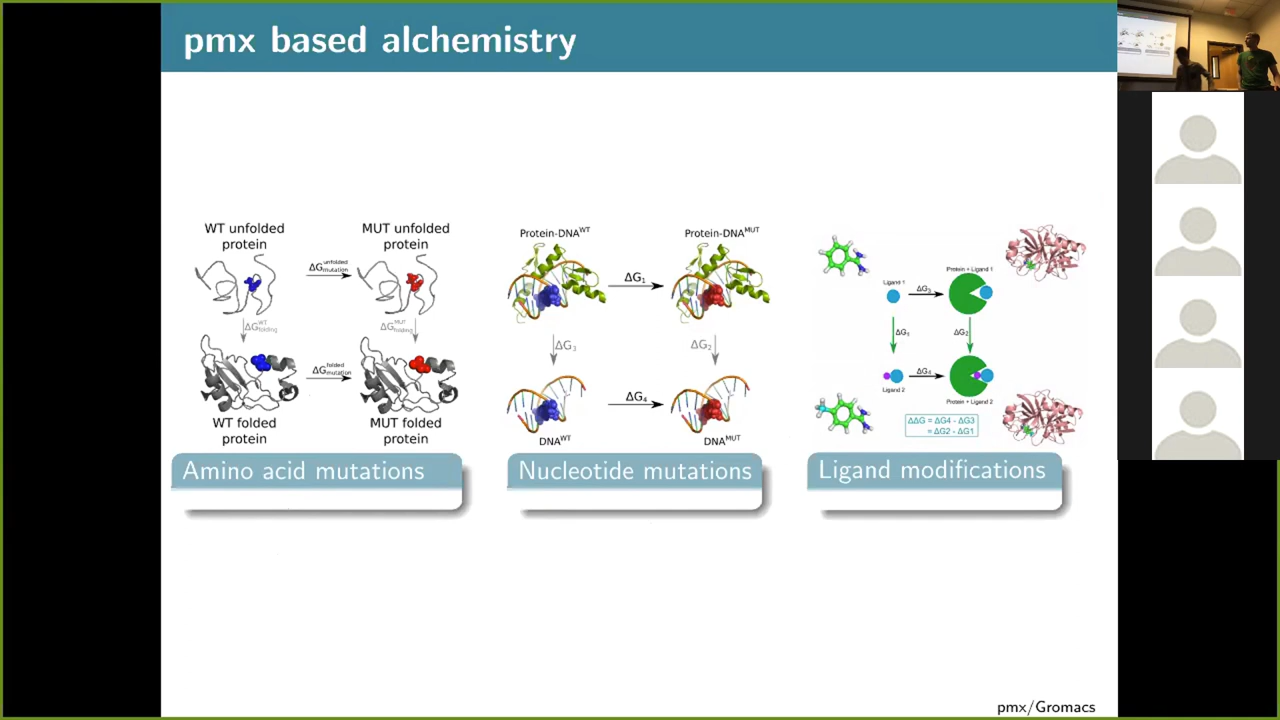 pmx based alchemistry
WT unfolded
protein
MUT unfolded
protein
ΔG unfolded mutation
ΔG WT folding
ΔG MUT folding
ΔG folded mutation
WT folded
protein
MUT folded
protein
Amino acid mutations
Protein-DNA^WT
Protein-DNA^MUT
ΔG₁
ΔG₃
ΔG₂
ΔG₄
DNA^WT
DNA^MUT
Nucleotide mutations
Ligand 1
ΔG₃
Protein + Ligand 1
ΔG₁
ΔG₂
Ligand 2
ΔG₄
Protein + Ligand 2
ΔΔG = ΔG4 - ΔG3
= ΔG2 - ΔG1
Ligand modifications
pmx/Gromacs